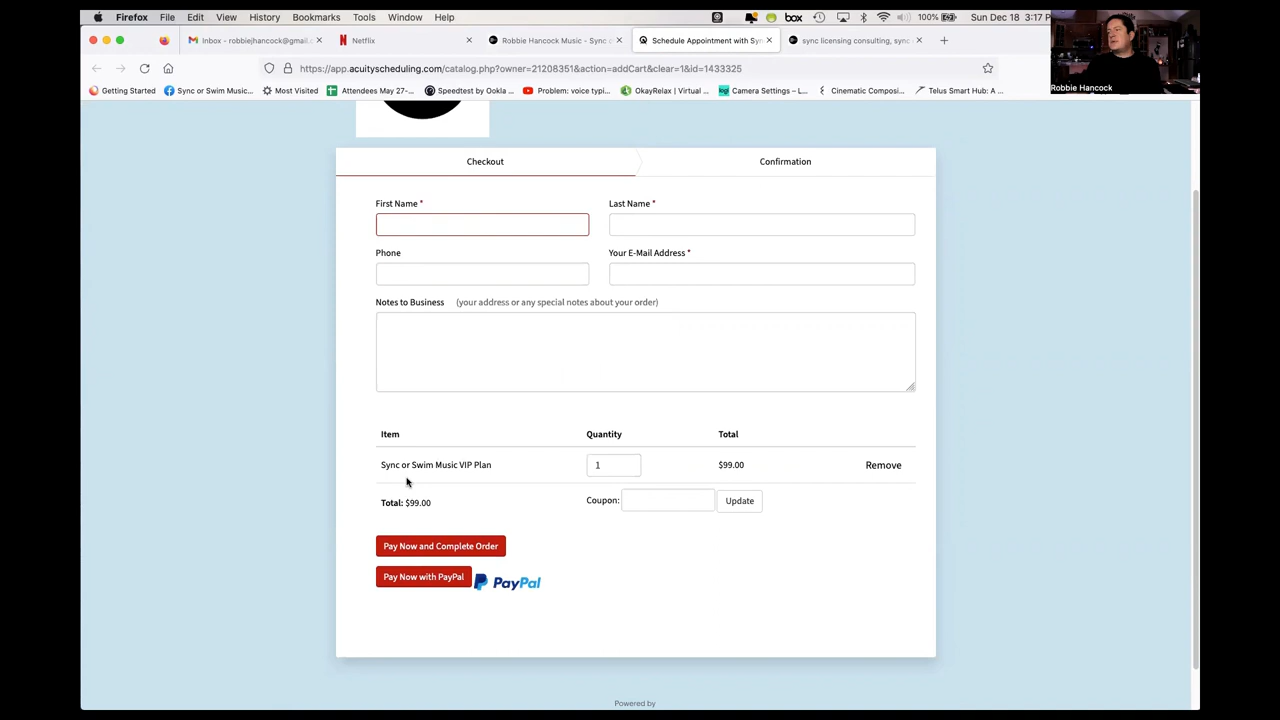 Firefox File Edit View History Bookmarks Tools Window Help
box 100% Sun Dec 18 3:17 P
Inbox - robbiejhancock@gmail.
Netflix
Robbie Hancock Music - Sync o
Schedule Appointment with Syn
sync licensing consulting, sync
https://app.acuityscheduling.com/catalog.php?owner=21208351&action=addCart&clear=1&id=1433325
Getting Started
Sync or Swim Music...
Most Visited
Attendees May 27-...
Speedtest by Ookla ...
Problem: voice typi...
OkayRelax | Virtual ...
Camera Settings – L...
Cinematic Composi...
Telus Smart Hub: A ...
Robbie Hancock
Checkout
Confirmation
First Name *
Last Name *
Phone
Your E-Mail Address *
Notes to Business (your address or any special notes about your order)
Item Quantity Total
Sync or Swim Music VIP Plan 1 $99.00 Remove
Total: $99.00 Coupon: Update
Pay Now and Complete Order
Pay Now with PayPal PayPal
Powered by